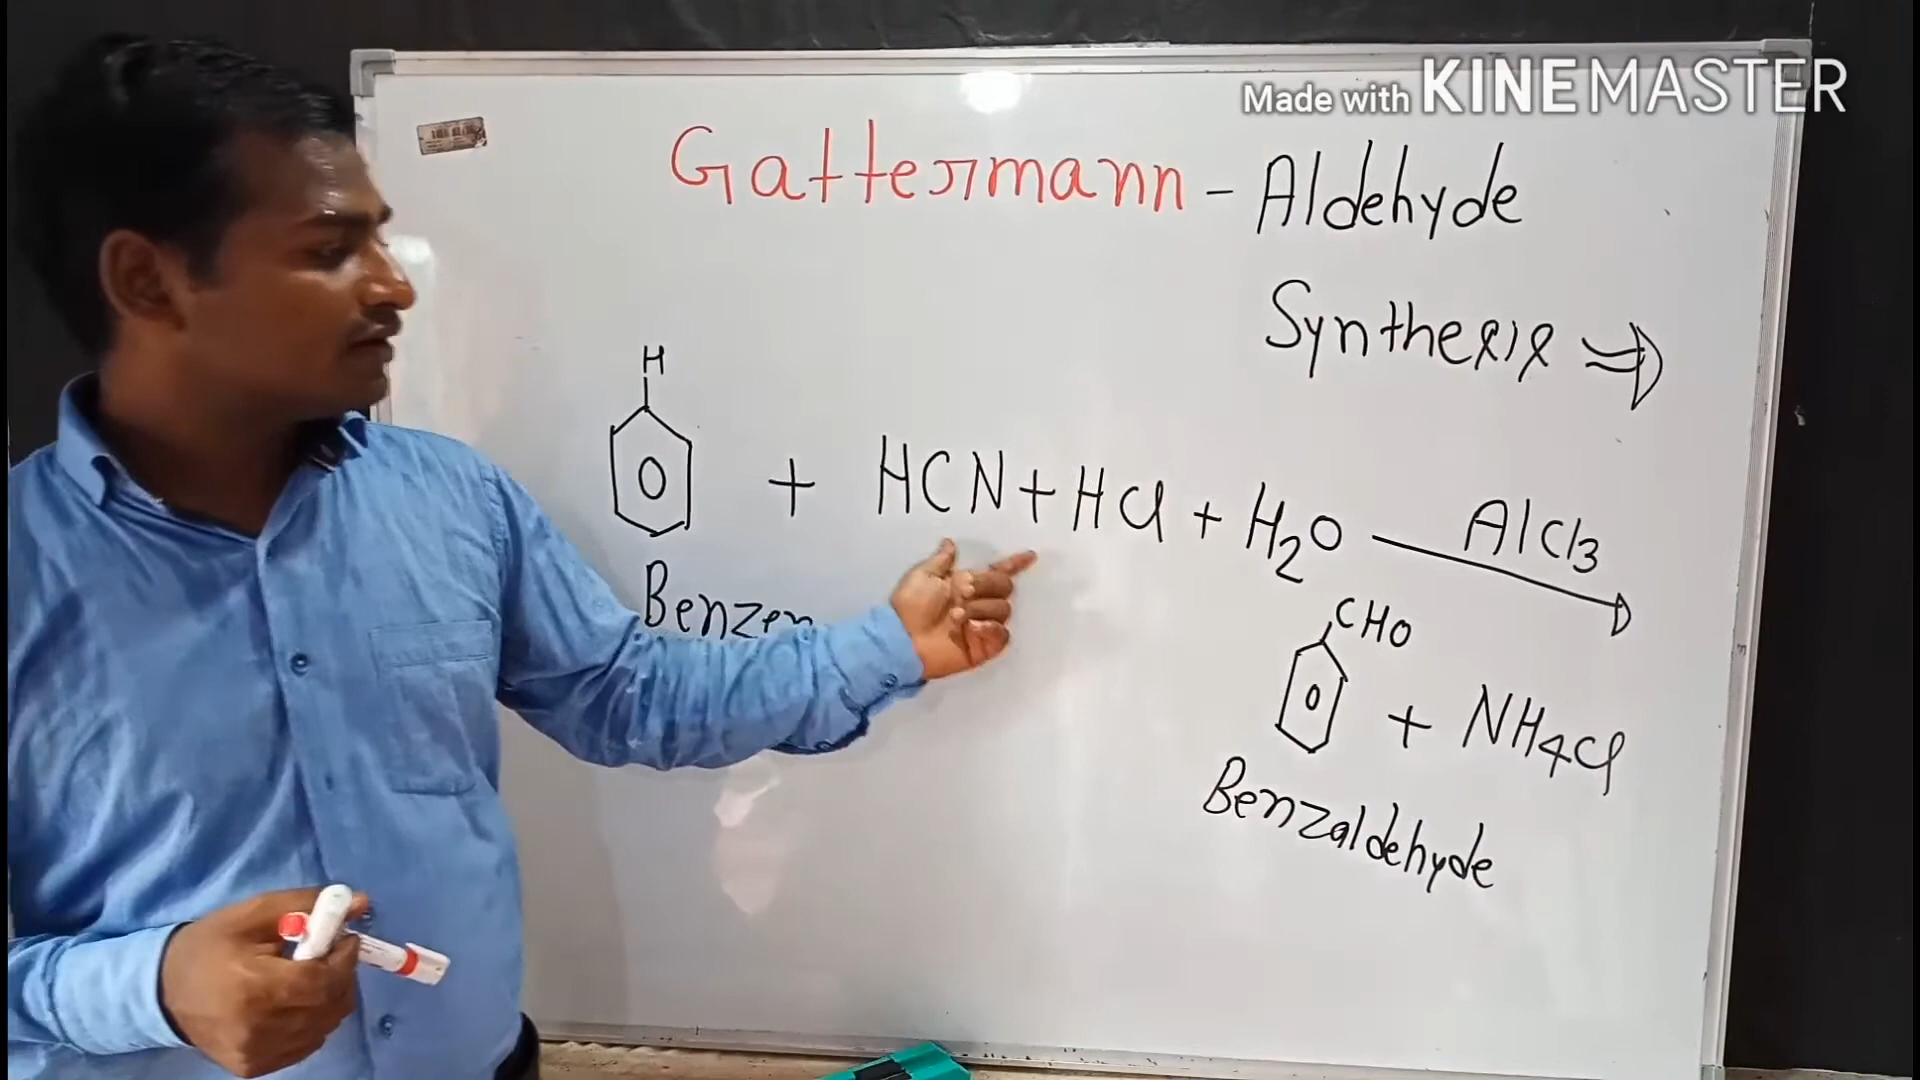 Made with KINEMASTER
Gattermann - Aldehyde
Synthesis ⇒
H
+ HCN + HCl + H2O AlCl3
Benzen
CHO
+ NH4Cl
Benzaldehyde